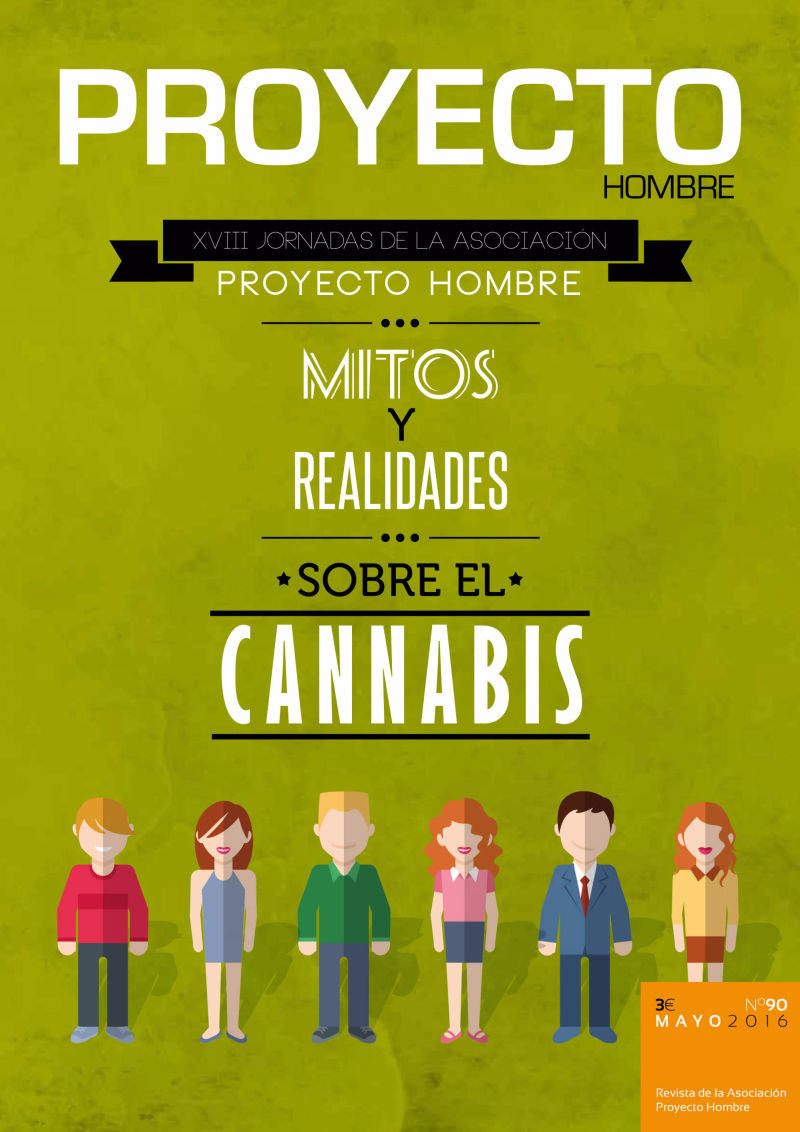 PROYECTO
HOMBRE
XVIII JORNADAS DE LA ASOCIACIÓN
PROYECTO HOMBRE
MITOS
Y
REALIDADES
SOBRE EL
CANNABIS
3€ Nº90
MAYO2016
Revista de la Asociación
Proyecto Hombre